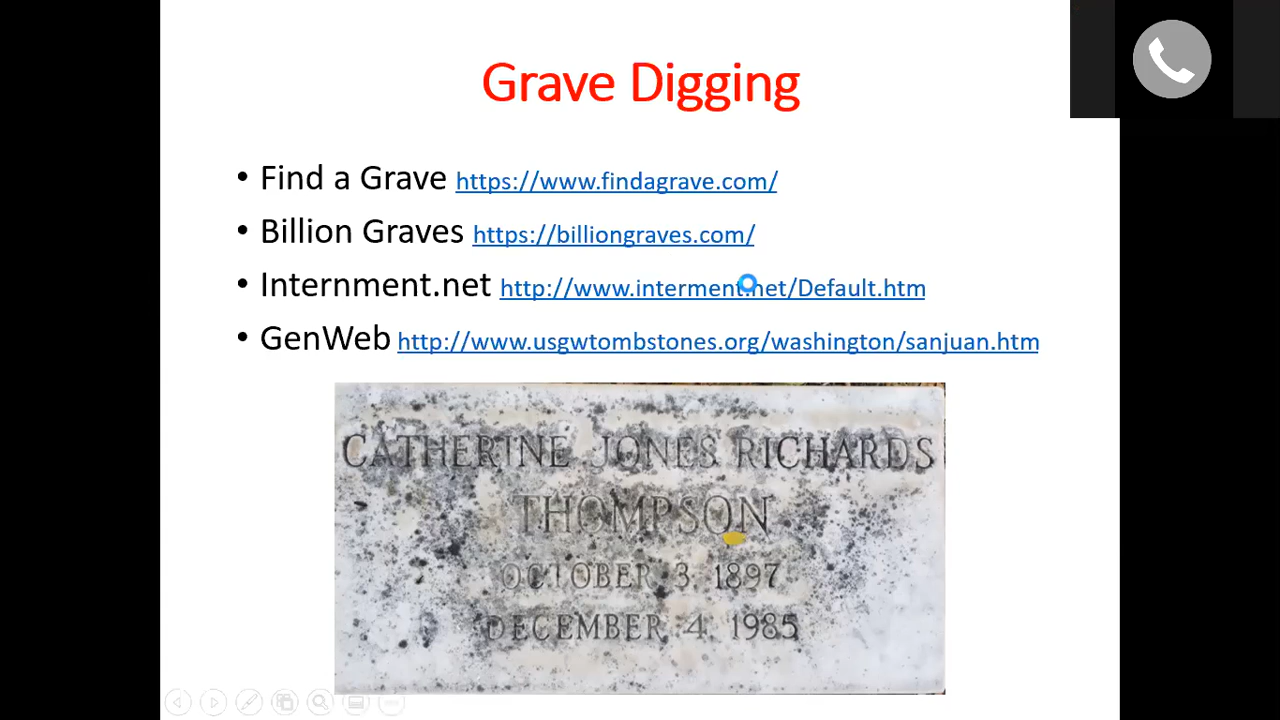 Grave Digging
• Find a Grave https://www.findagrave.com/
• Billion Graves https://billiongraves.com/
• Internment.net http://www.interment.net/Default.htm
• GenWeb http://www.usgwtombstones.org/washington/sanjuan.htm
CATHERINE JONES RICHARDS
THOMPSON
OCTOBER 3 1897
DECEMBER 4 1985